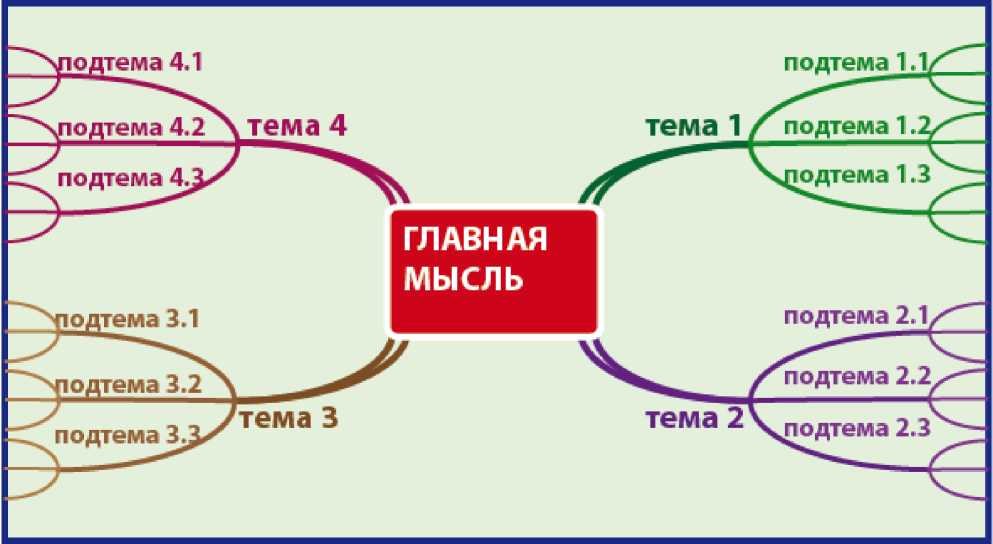 подтема 4.1
подтема 4.2
подтема 4.3
тема 4
тема 1
подтема 1.1
подтема 1.2
подтема 1.3
ГЛАВНАЯ
МЫСЛЬ
подтема 3.1
подтема 3.2
подтема 3.3
тема 3
тема 2
подтема 2.1
подтема 2.2
подтема 2.3